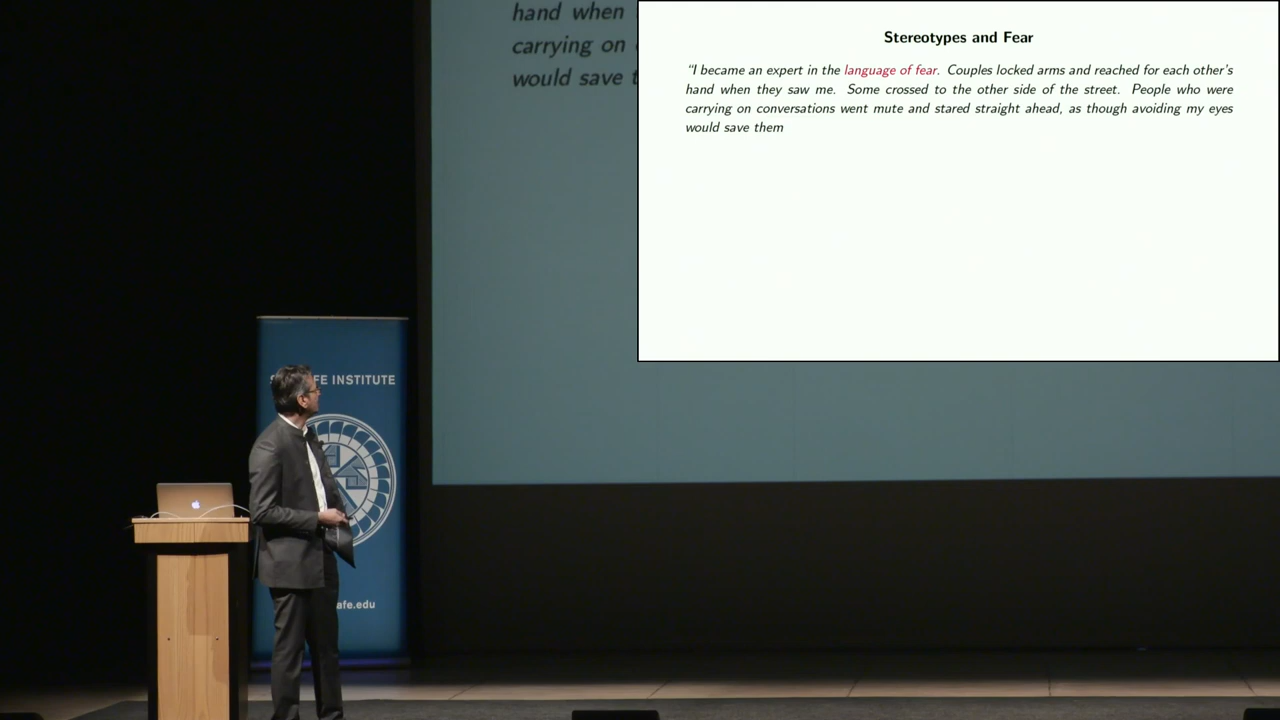 hand when
carrying on
would save t
Stereotypes and Fear
“I became an expert in the language of fear. Couples locked arms and reached for each other's
hand when they saw me. Some crossed to the other side of the street. People who were
carrying on conversations went mute and stared straight ahead, as though avoiding my eyes
would save them
FE INSTITUTE
afe.edu